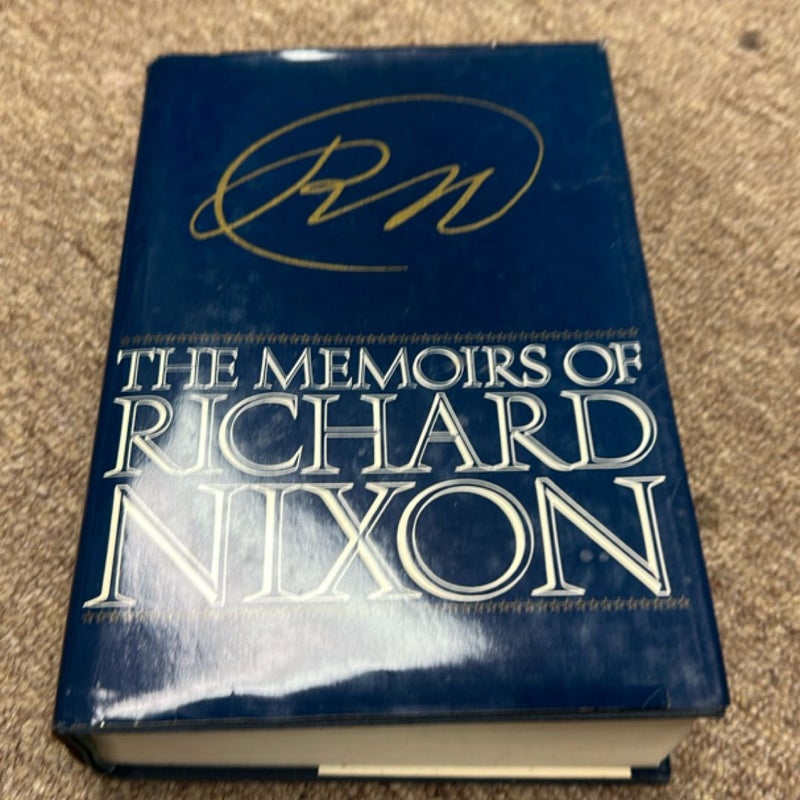 RN
THE MEMOIRS OF
RICHARD
NIXON